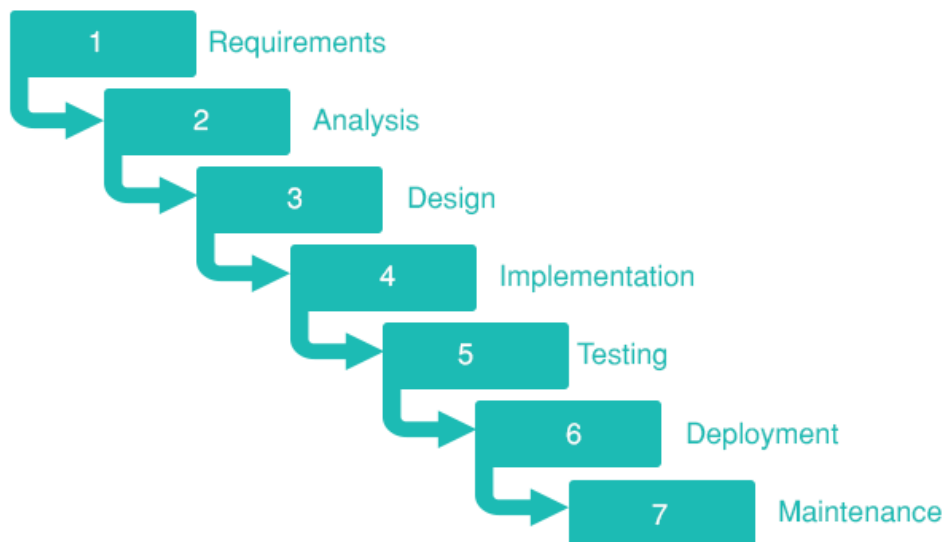 1 Requirements
2 Analysis
3 Design
4 Implementation
5 Testing
6 Deployment
7 Maintenance